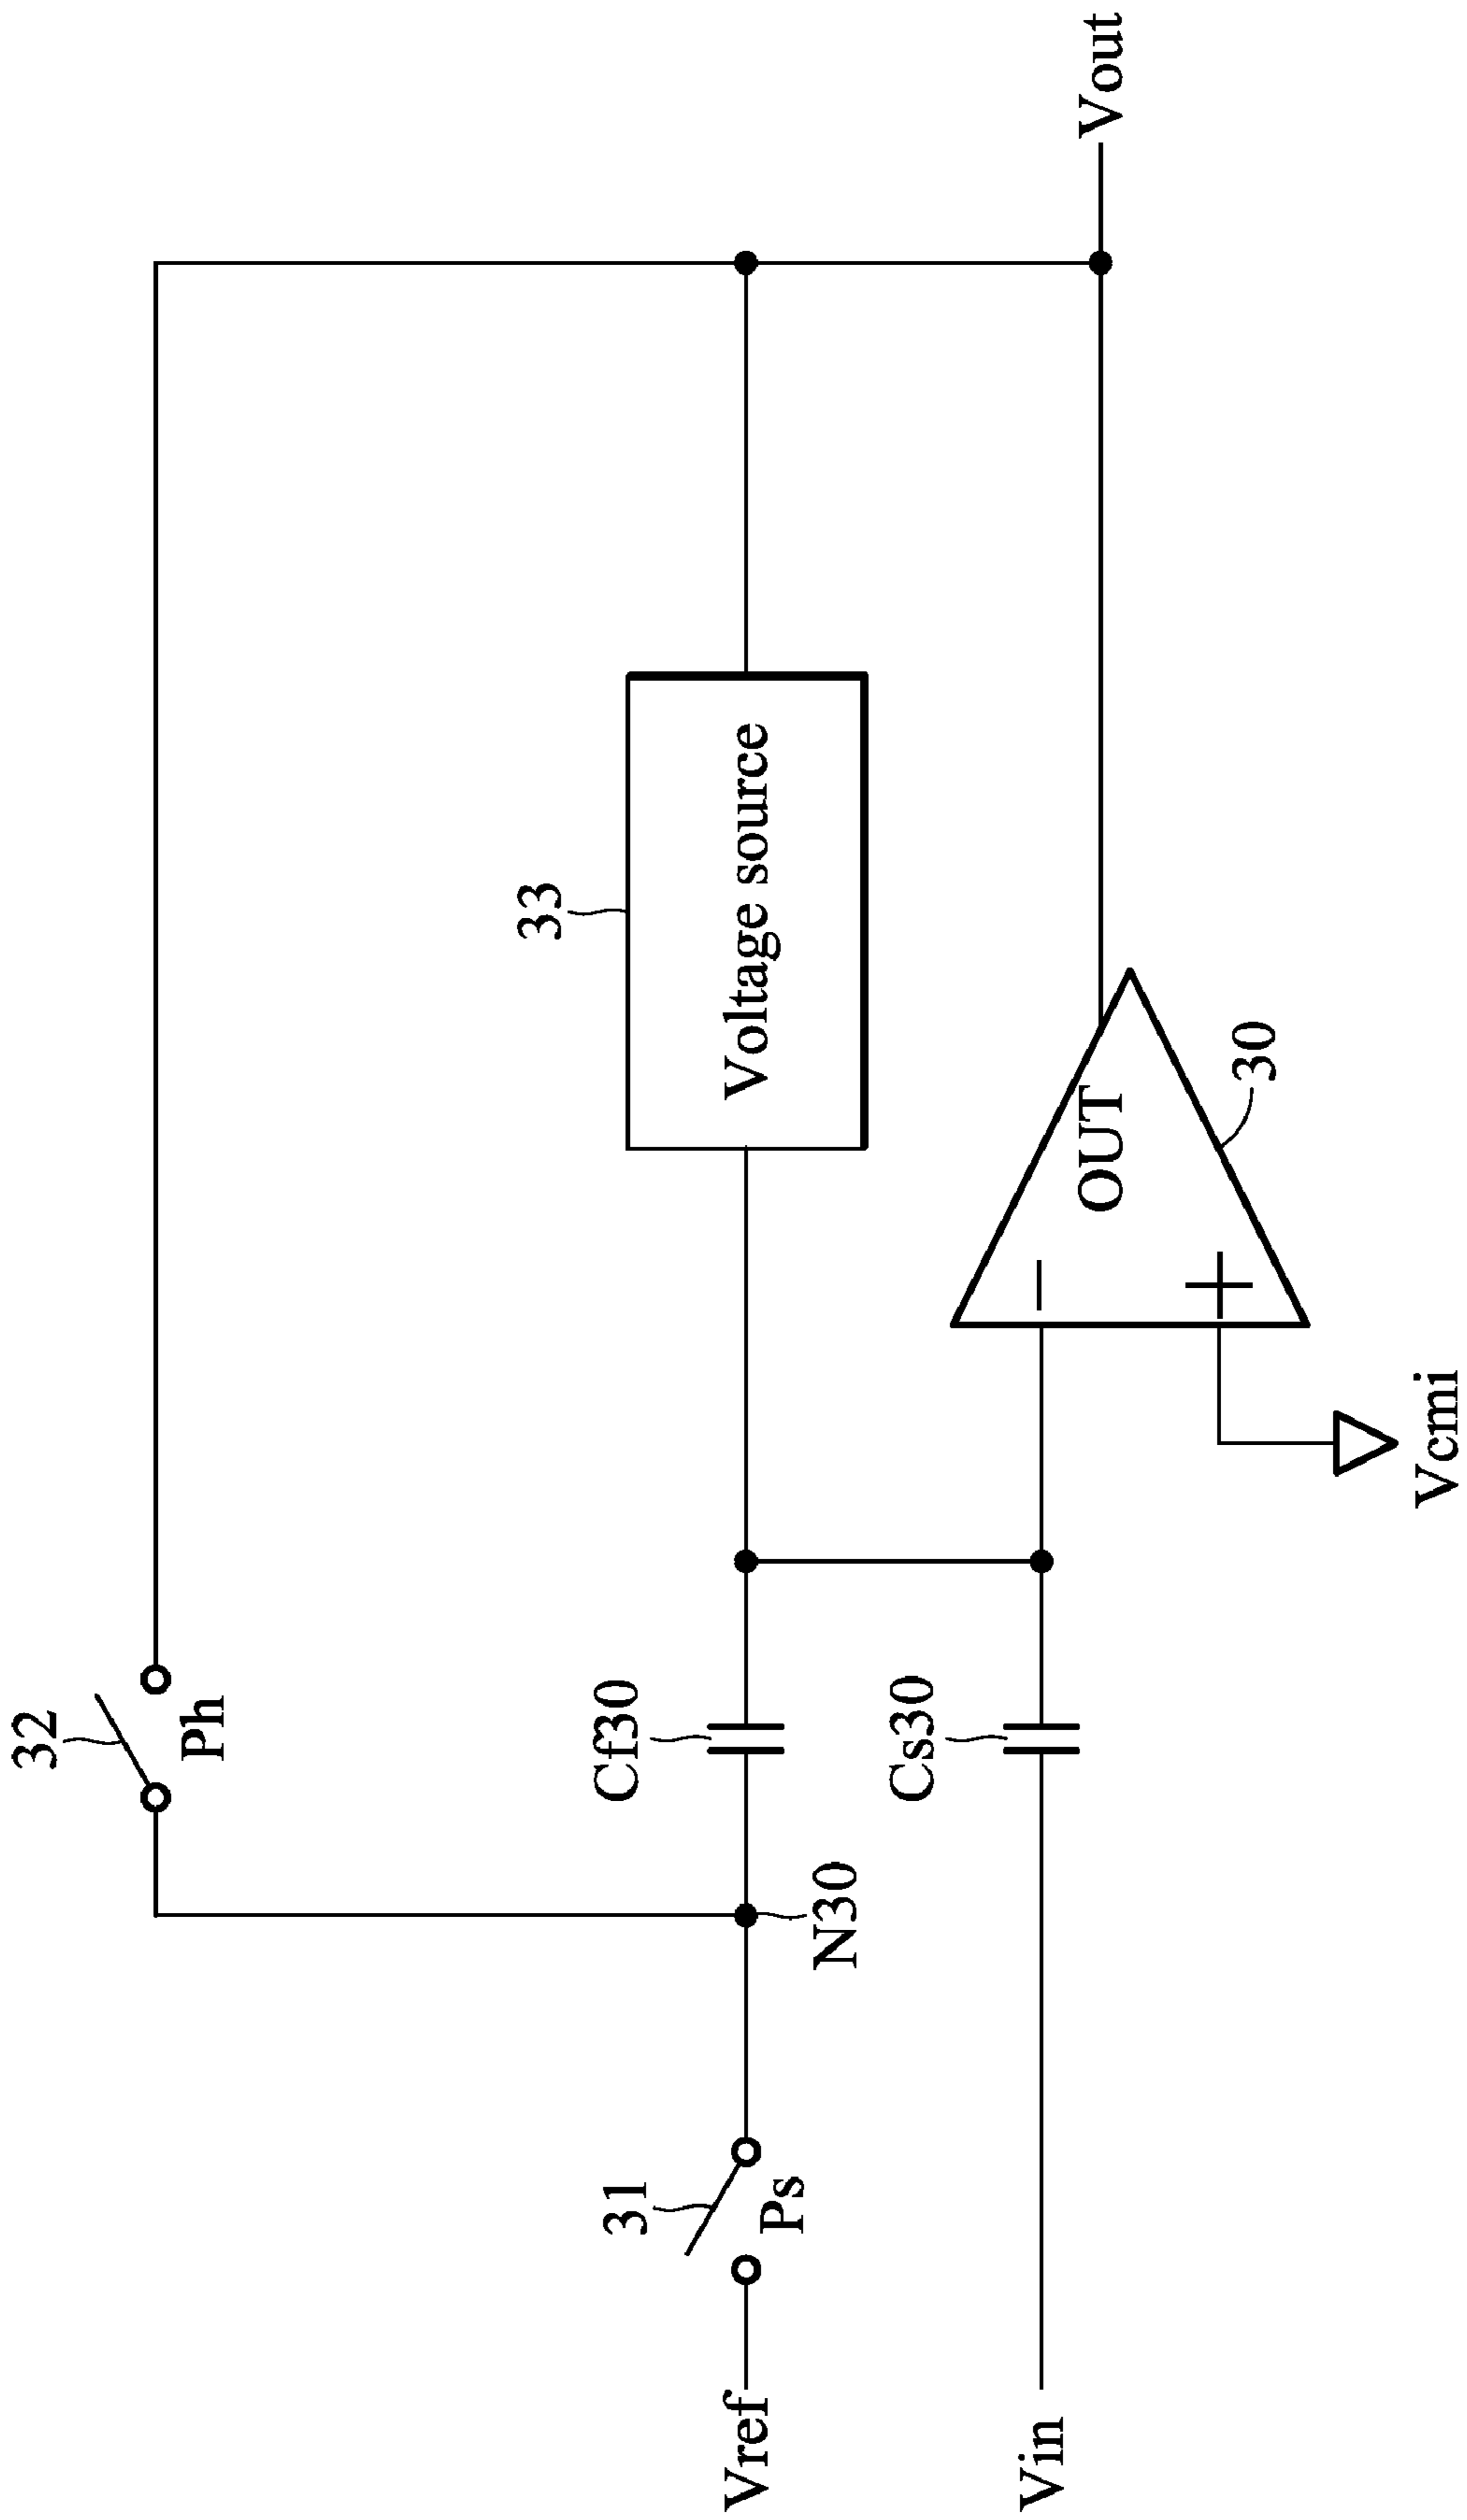 32
Ph
Vref
31
Ps
N30
Cf30
33
Voltage source
Vin
Cs30
−
OUT
+
30
Vout
Vcmi